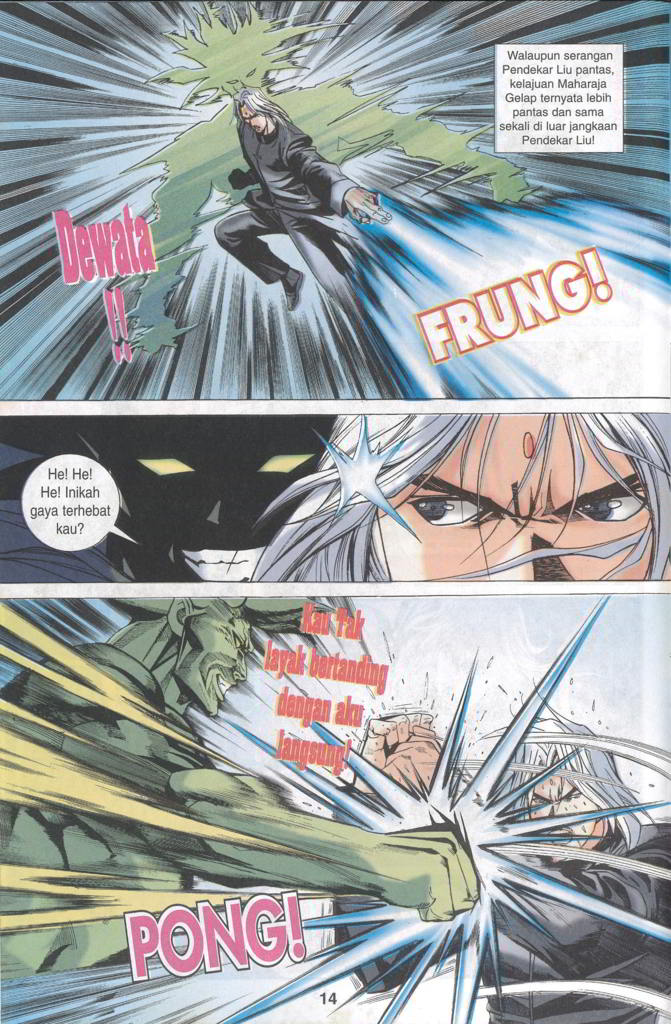 Walaupun serangan
Pendekar Liu pantas,
kelajuan Maharaja
Gelap ternyata lebih
pantas dan sama
sekali di luar jangkaan
Pendekar Liu!
Dewata
!!
FRUNG!
He! He!
He! Inikah
gaya terhebat
kau?
Kau Tak
layak bertanding
dengan aku
langsung!
PONG!
14